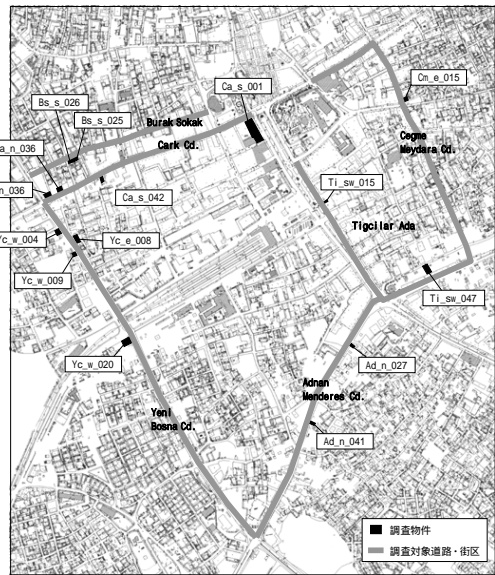 Ca_s_001
Cm_e_015
Bs_s_026
Bs_s_025
Burak Sokak
Cark Cd.
Cegme
Meydara Cd.
a_n_036
Ca_s_042
Ti_sw_015
n_036
Yc_w_004
Yc_e_008
Tigcilar Ada
Yc_w_009
Ti_sw_047
Yc_w_020
Ad_n_027
Adnan
Menderes Cd.
Yeni
Bosna Cd.
Ad_n_041
調査物件
調査対象道路・街区